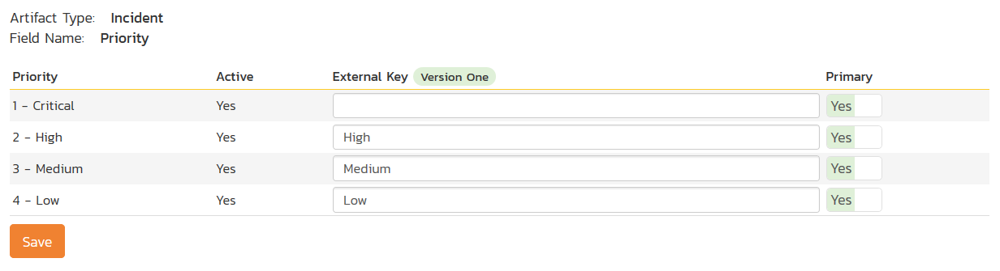 Artifact Type: Incident
Field Name: Priority
Priority Active External Key Version One Primary
1 - Critical Yes Yes
2 - High Yes High Yes
3 - Medium Yes Medium Yes
4 - Low Yes Low Yes
Save